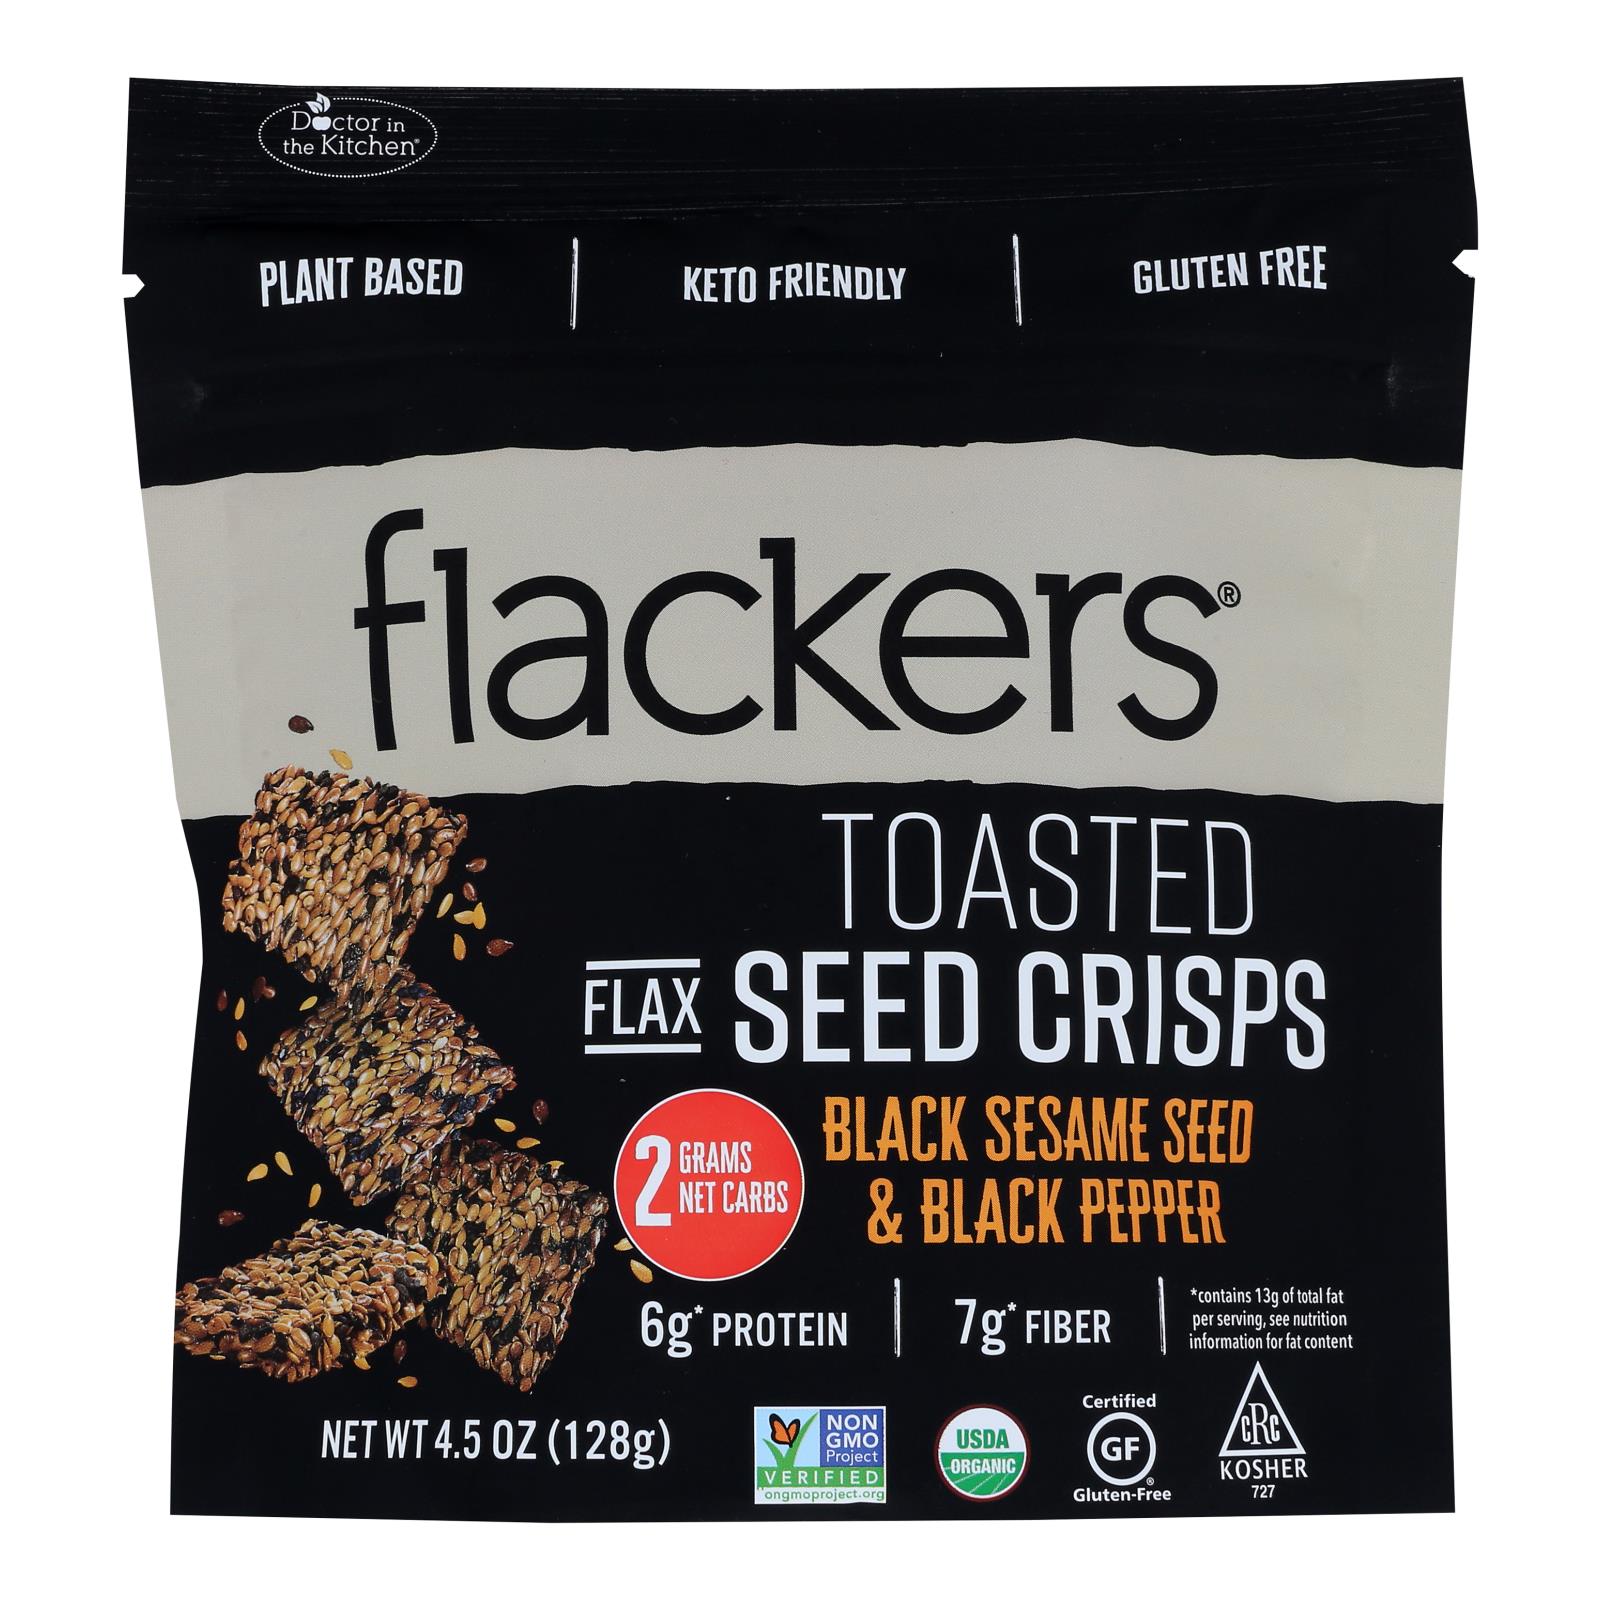 Doctor in
the Kitchen®
PLANT BASED
KETO FRIENDLY
GLUTEN FREE
flackers®
TOASTED
FLAX SEED CRISPS
2 GRAMS
NET CARBS
BLACK SESAME SEED
& BLACK PEPPER
6g* PROTEIN
7g* FIBER
*contains 13g of total fat
per serving, see nutrition
information for fat content
NET WT 4.5 OZ (128g)
NON
GMO
Project
VERIFIED
ongmoproject.org
USDA
ORGANIC
Certified
GF
®
Gluten-Free
cRc
KOSHER
727